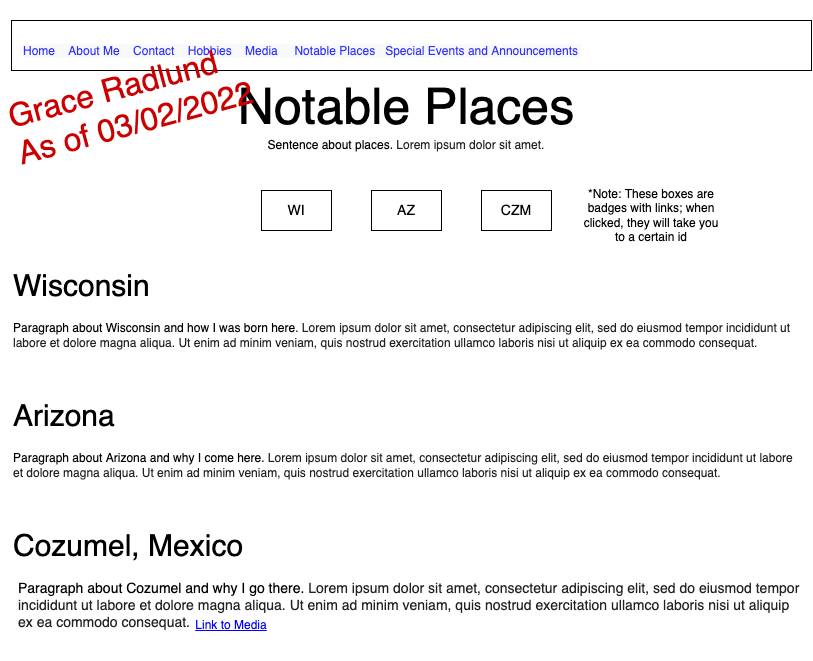 Home About Me Contact Hobbies Media Notable Places Special Events and Announcements
Grace Radlund
As of 03/02/2022
Notable Places
Sentence about places. Lorem ipsum dolor sit amet.
WI
AZ
CZM
*Note: These boxes are
badges with links; when
clicked, they will take you
to a certain id
Wisconsin
Paragraph about Wisconsin and how I was born here. Lorem ipsum dolor sit amet, consectetur adipiscing elit, sed do eiusmod tempor incididunt ut
labore et dolore magna aliqua. Ut enim ad minim veniam, quis nostrud exercitation ullamco laboris nisi ut aliquip ex ea commodo consequat.
Arizona
Paragraph about Arizona and why I come here. Lorem ipsum dolor sit amet, consectetur adipiscing elit, sed do eiusmod tempor incididunt ut labore
et dolore magna aliqua. Ut enim ad minim veniam, quis nostrud exercitation ullamco laboris nisi ut aliquip ex ea commodo consequat.
Cozumel, Mexico
Paragraph about Cozumel and why I go there. Lorem ipsum dolor sit amet, consectetur adipiscing elit, sed do eiusmod tempor
incididunt ut labore et dolore magna aliqua. Ut enim ad minim veniam, quis nostrud exercitation ullamco laboris nisi ut aliquip
ex ea commodo consequat. Link to Media